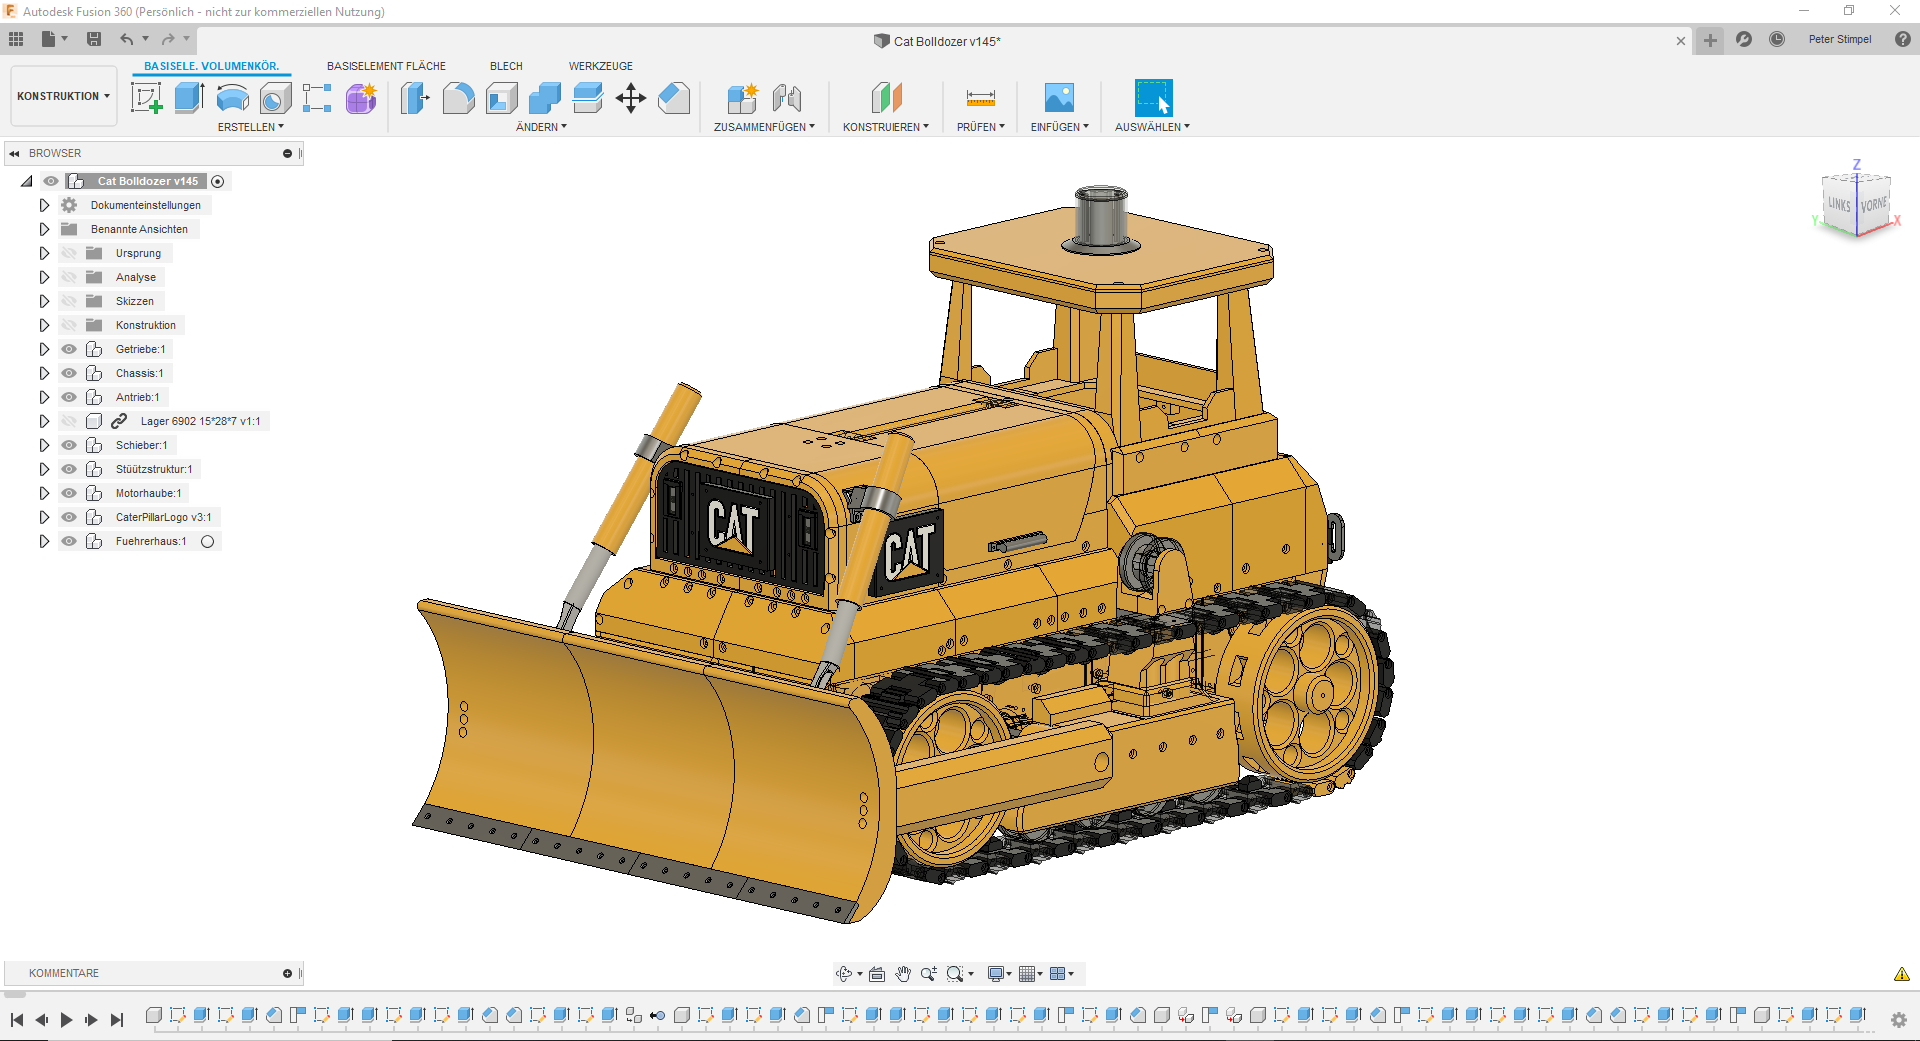 Autodesk Fusion 360 (Persönlich - nicht zur kommerziellen Nutzung)
Cat Bolldozer v145*
Peter Stimpel
KONSTRUKTION
BASISELE. VOLUMENKÖR.
BASISELEMENT FLÄCHE
BLECH
WERKZEUGE
ERSTELLEN
ÄNDERN
ZUSAMMENFÜGEN
KONSTRUIEREN
PRÜFEN
EINFÜGEN
AUSWÄHLEN
BROWSER
Cat Bolldozer v145
Dokumenteinstellungen
Benannte Ansichten
Ursprung
Analyse
Skizzen
Konstruktion
Getriebe:1
Chassis:1
Antrieb:1
Lager 6902 15*28*7 v1:1
Schieber:1
Stüützstruktur:1
Motorhaube:1
CaterPillarLogo v3:1
Fuehrerhaus:1
Z
LINKS
VORNE
Y
X
CAT
CAT
KOMMENTARE